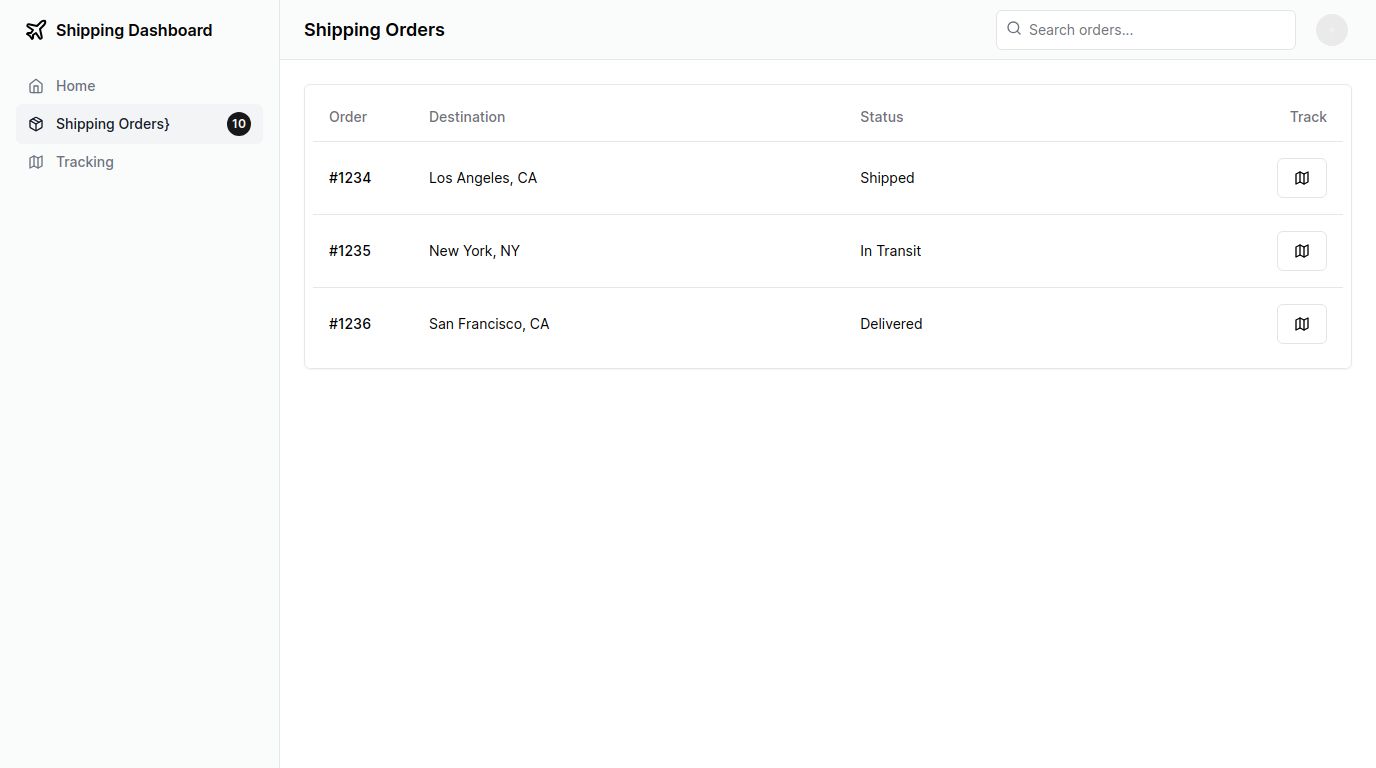 Shipping Dashboard
Home
Shipping Orders} 10
Tracking
Shipping Orders
Search orders...
Order Destination Status Track
#1234 Los Angeles, CA Shipped
#1235 New York, NY In Transit
#1236 San Francisco, CA Delivered